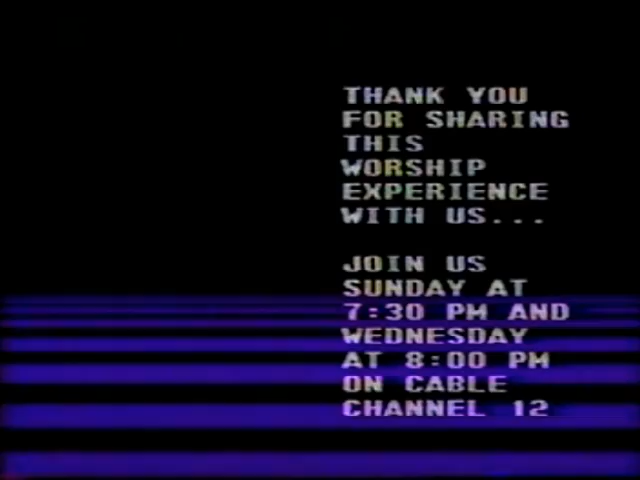 THANK YOU
FOR SHARING
THIS
WORSHIP
EXPERIENCE
WITH US...
JOIN US
SUNDAY AT
7:30 PM AND
WEDNESDAY
AT 8:00 PM
ON CABLE
CHANNEL 12